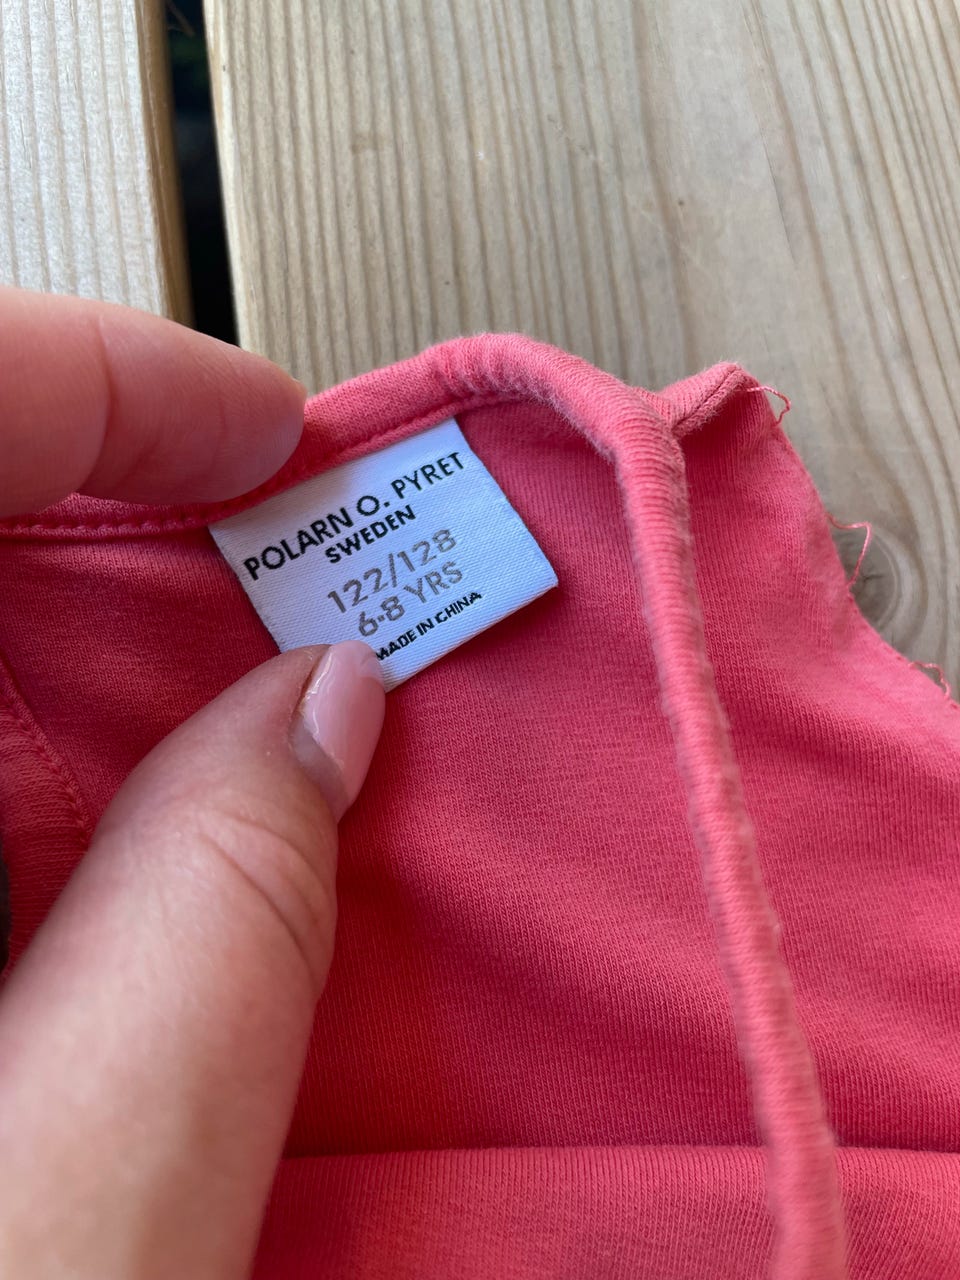 POLARN O. PYRET
SWEDEN
122/128
6-8 YRS
MADE IN CHINA